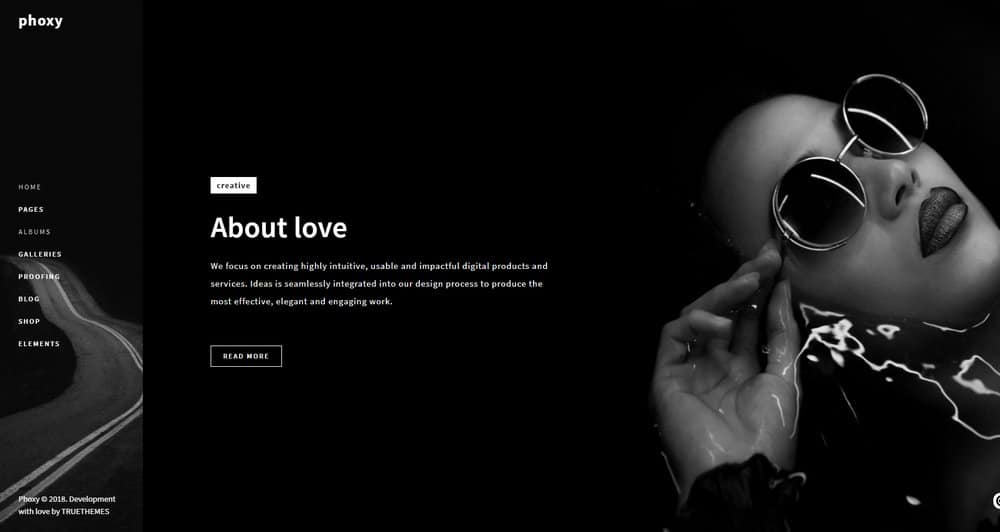 phoxy
HOME
PAGES
ALBUMS
GALLERIES
PROOFING
BLOG
SHOP
ELEMENTS
Phoxy © 2018. Development
with love by TRUETHEMES
creative
About love
We focus on creating highly intuitive, usable and impactful digital products and
services. Ideas is seamlessly integrated into our design process to produce the
most effective, elegant and engaging work.
READ MORE